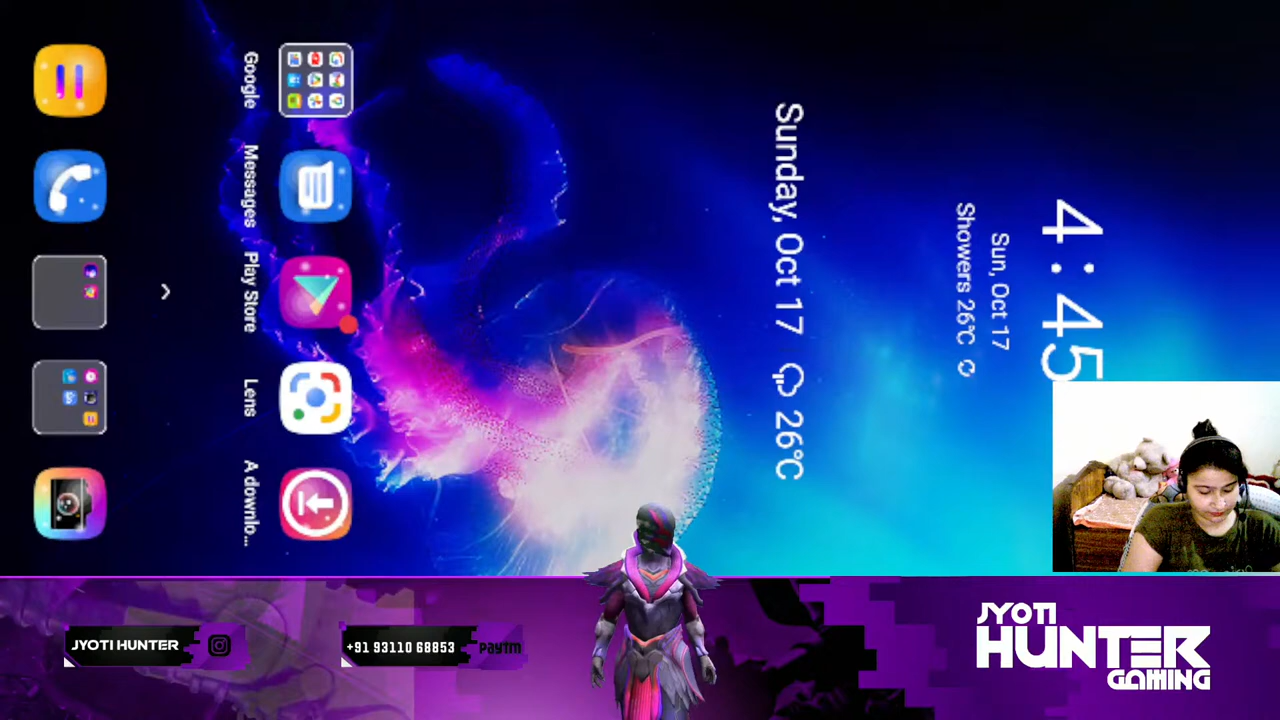 4:45
Sun, Oct 17
Showers 26°C
Sunday, Oct 17 26°C
Google
Messages
Play Store
Lens
A downlo...
JYOTI HUNTER
+91 93110 68853
PAYTM
JYOTI
HUNTER
GAMING